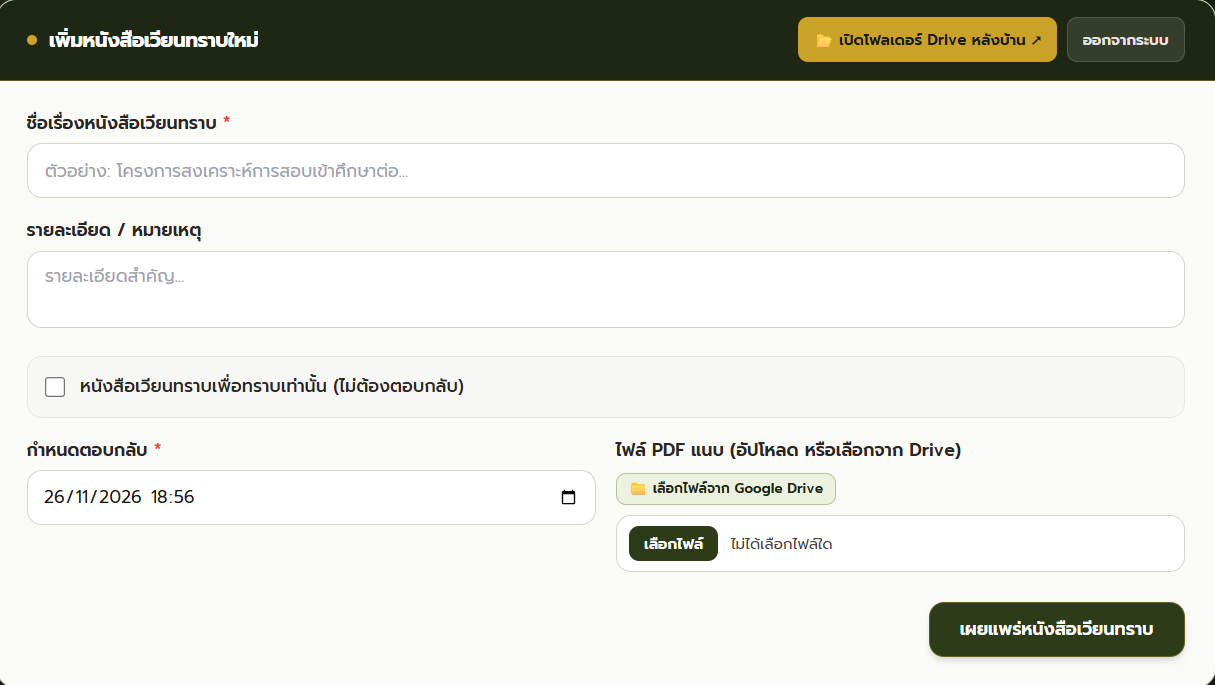 เพิ่มหนังสือเวียนทราบใหม่
เปิดโฟลเดอร์ Drive หลังบ้าน ↗
ออกจากระบบ
ชื่อเรื่องหนังสือเวียนทราบ *
ตัวอย่าง: โครงการสงเคราะห์การสอบเข้าศึกษาต่อ...
รายละเอียด / หมายเหตุ
รายละเอียดสำคัญ...
หนังสือเวียนทราบเพื่อทราบเท่านั้น (ไม่ต้องตอบกลับ)
กำหนดตอบกลับ *
26/11/2026 18:56
ไฟล์ PDF แนบ (อัปโหลด หรือเลือกจาก Drive)
เลือกไฟล์จาก Google Drive
เลือกไฟล์ ไม่ได้เลือกไฟล์ใด
เผยแพร่หนังสือเวียนทราบ